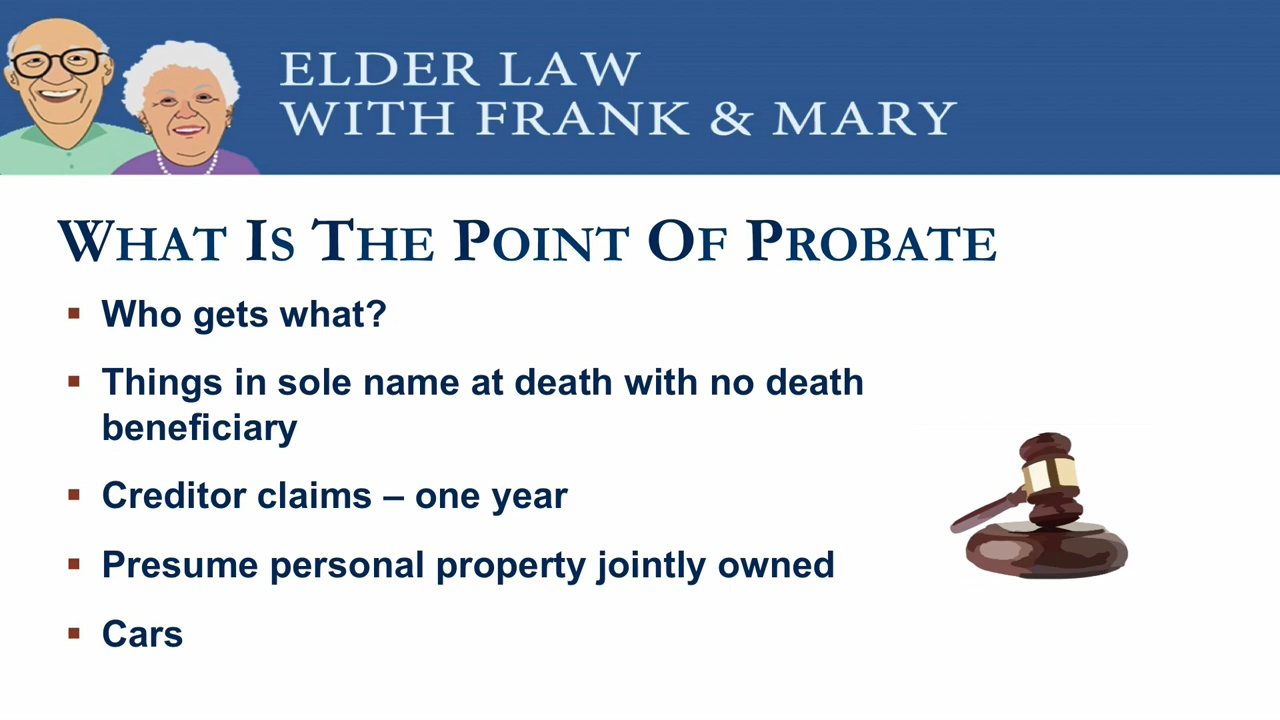 ELDER LAW
WITH FRANK & MARY
What Is The Point Of Probate
▪ Who gets what?
▪ Things in sole name at death with no death
beneficiary
▪ Creditor claims – one year
▪ Presume personal property jointly owned
▪ Cars